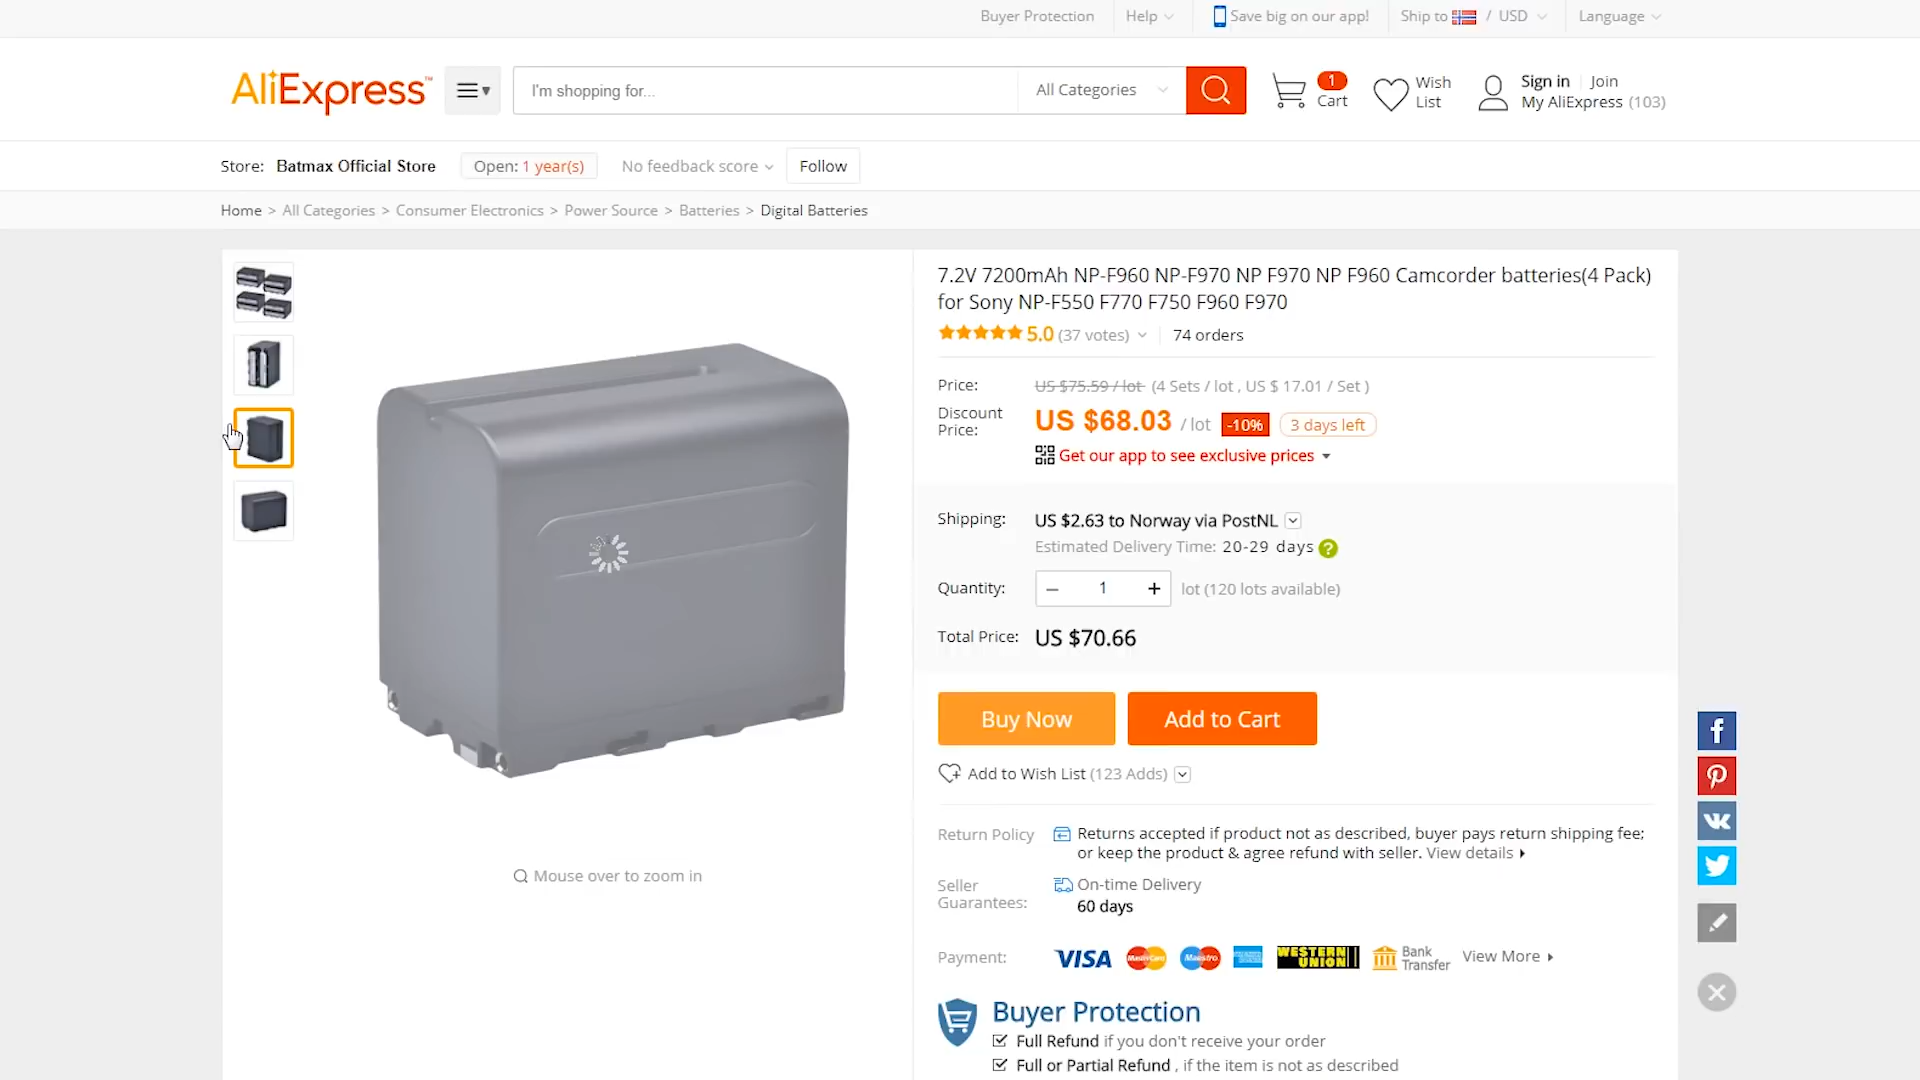 Buyer Protection Help Save big on our app! Ship to / USD Language
AliExpress™ I'm shopping for... All Categories 1 Cart Wish List Sign in Join
My AliExpress (103)
Store: Batmax Official Store Open: 1 year(s) No feedback score Follow
Home > All Categories > Consumer Electronics > Power Source > Batteries > Digital Batteries
7.2V 7200mAh NP-F960 NP-F970 NP F970 NP F960 Camcorder batteries(4 Pack)
for Sony NP-F550 F770 F750 F960 F970
5.0 (37 votes) 74 orders
Price: US $75.59 / lot (4 Sets / lot , US $ 17.01 / Set )
Discount Price: US $68.03 / lot -10% 3 days left
Get our app to see exclusive prices
Shipping: US $2.63 to Norway via PostNL
Estimated Delivery Time: 20-29 days ?
Quantity: – 1 + lot (120 lots available)
Total Price: US $70.66
Buy Now Add to Cart
Add to Wish List (123 Adds)
Return Policy Returns accepted if product not as described, buyer pays return shipping fee;
or keep the product & agree refund with seller. View details
Seller Guarantees: On-time Delivery
60 days
Payment: VISA MasterCard Maestro WESTERN UNION Bank Transfer View More
Buyer Protection
Full Refund if you don't receive your order
Full or Partial Refund , if the item is not as described
Mouse over to zoom in